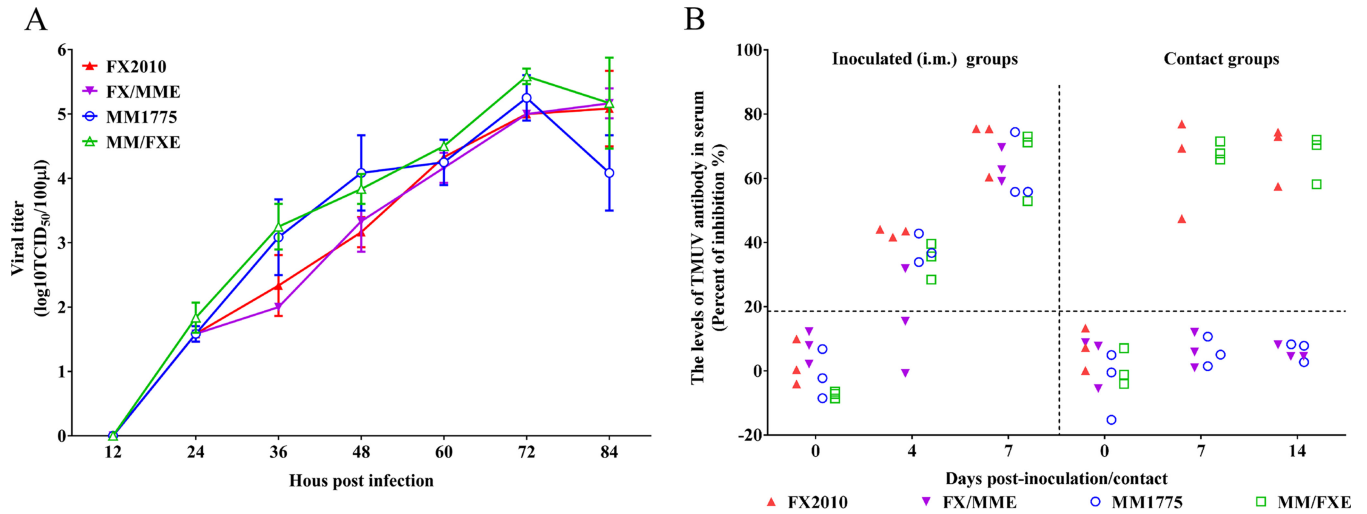 A
Viral titer
(log10TCID50/100μl)
6
5
4
3
2
1
0
FX2010
FX/MME
MM1775
MM/FXE
12 24 36 48 60 72 84
Hous post infection
B
The levels of TMUV antibody in serum
(Percent of inhibition %)
100
80
60
40
20
0
-20
Inoculated (i.m.) groups Contact groups
0 4 7 0 7 14
Days post-inoculation/contact
FX2010 FX/MME MM1775 MM/FXE